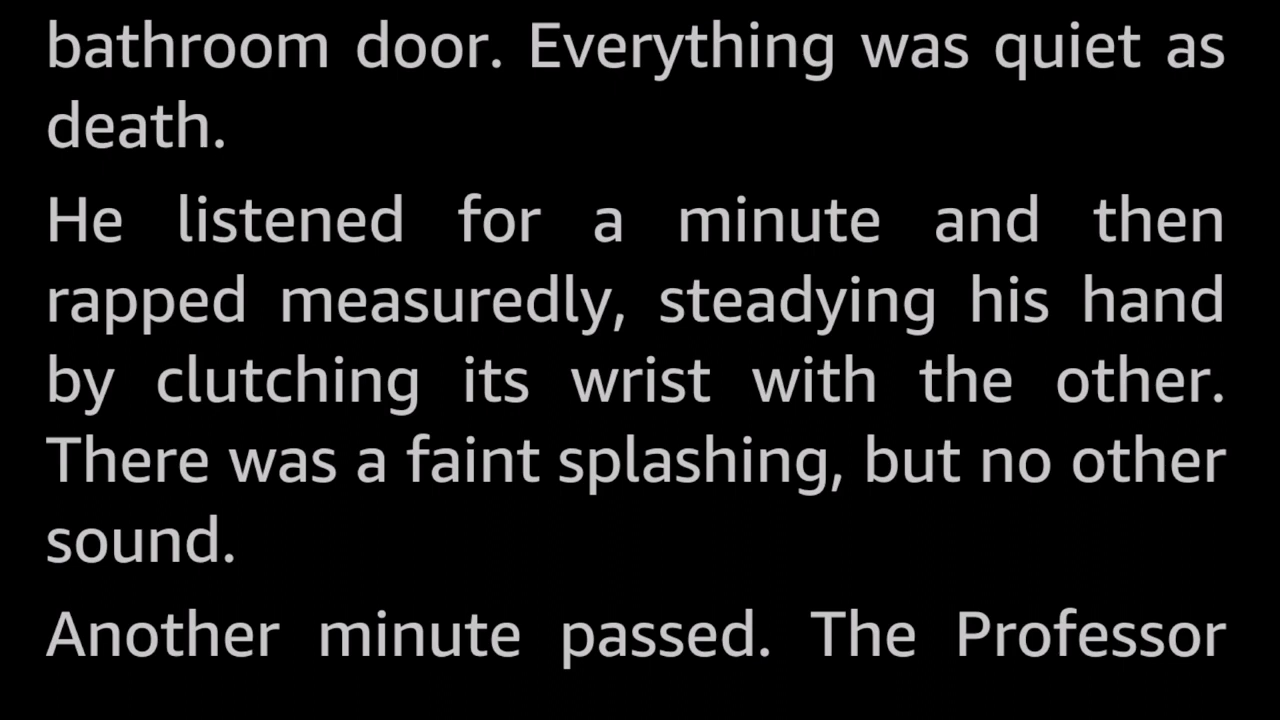 bathroom door. Everything was quiet as
death.
He listened for a minute and then
rapped measuredly, steadying his hand
by clutching its wrist with the other.
There was a faint splashing, but no other
sound.
Another minute passed. The Professor